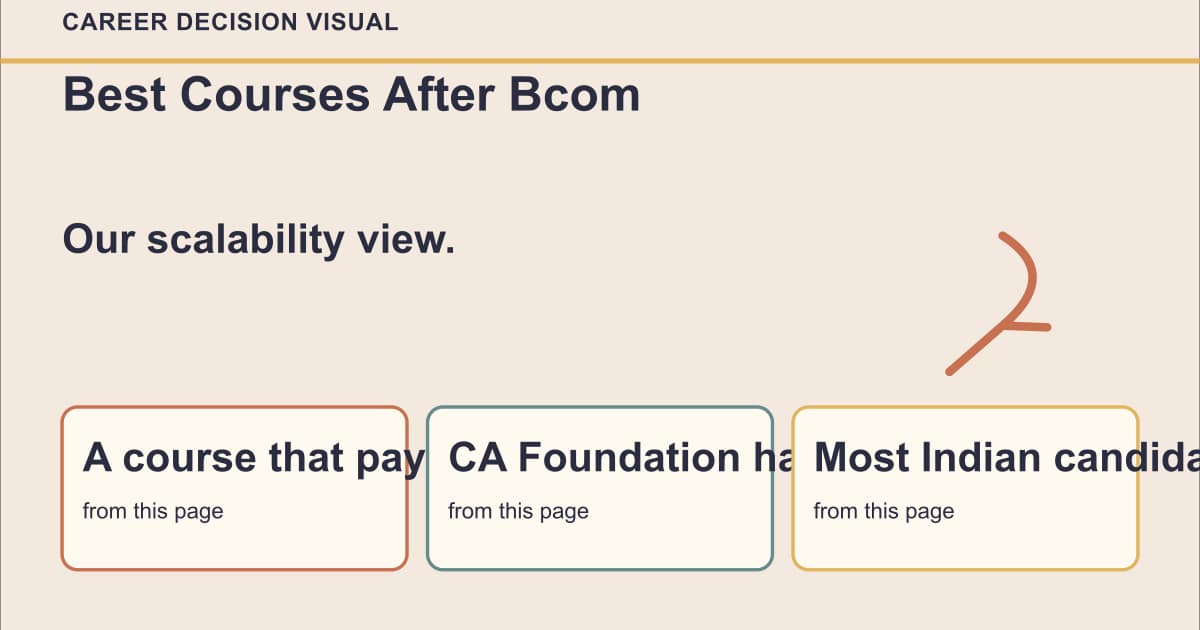 CAREER DECISION VISUAL
Best Courses After Bcom
Our scalability view.
A course that pay
CA Foundation ha
Most Indian candida
from this page
from this page
from this page